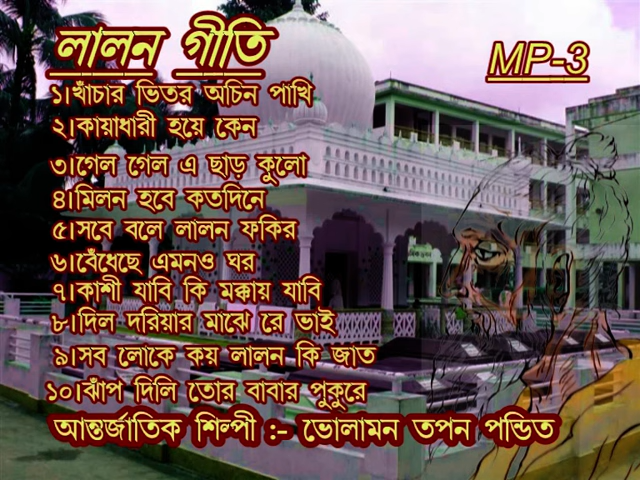 লালন গীতি
MP-3
১।খাঁচার ভিতর অচিন পাখি
২।কায়াধারী হয়ে কেন
৩।গেল গেল এ ছাড় কুলো
৪।মিলন হবে কতদিনে
৫।সবে বলে লালন ফকির
৬।বেঁধেছে এমনও ঘর
৭।কাশী যাবি কি মক্কায় যাবি
৮।দিল দরিয়ার মাঝে রে ভাই
৯।সব লোকে কয় লালন কি জাত
১০।ঝাঁপ দিলি তোর বাবার পুকুরে
আন্তর্জাতিক শিল্পী :- ভোলামন তপন পন্ডিত